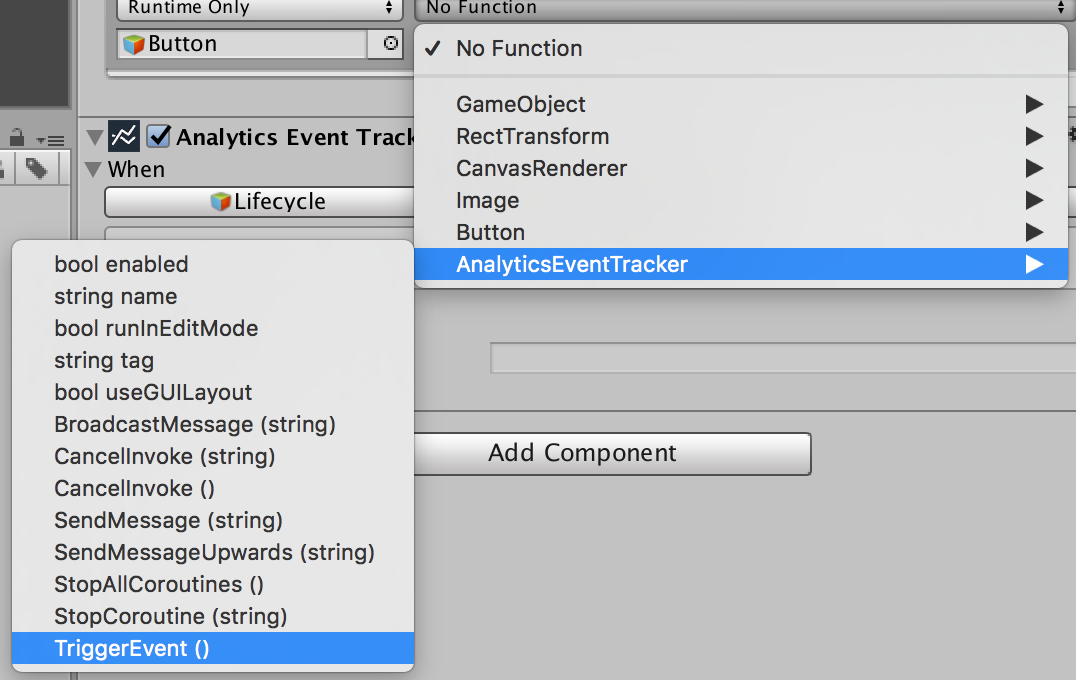 Runtime Only
No Function
Button
No Function
GameObject
RectTransform
CanvasRenderer
Image
Button
AnalyticsEventTracker
Analytics Event Track
When
Lifecycle
bool enabled
string name
bool runInEditMode
string tag
bool useGUILayout
BroadcastMessage (string)
CancelInvoke (string)
CancelInvoke ()
SendMessage (string)
SendMessageUpwards (string)
StopAllCoroutines ()
StopCoroutine (string)
TriggerEvent ()
Add Component